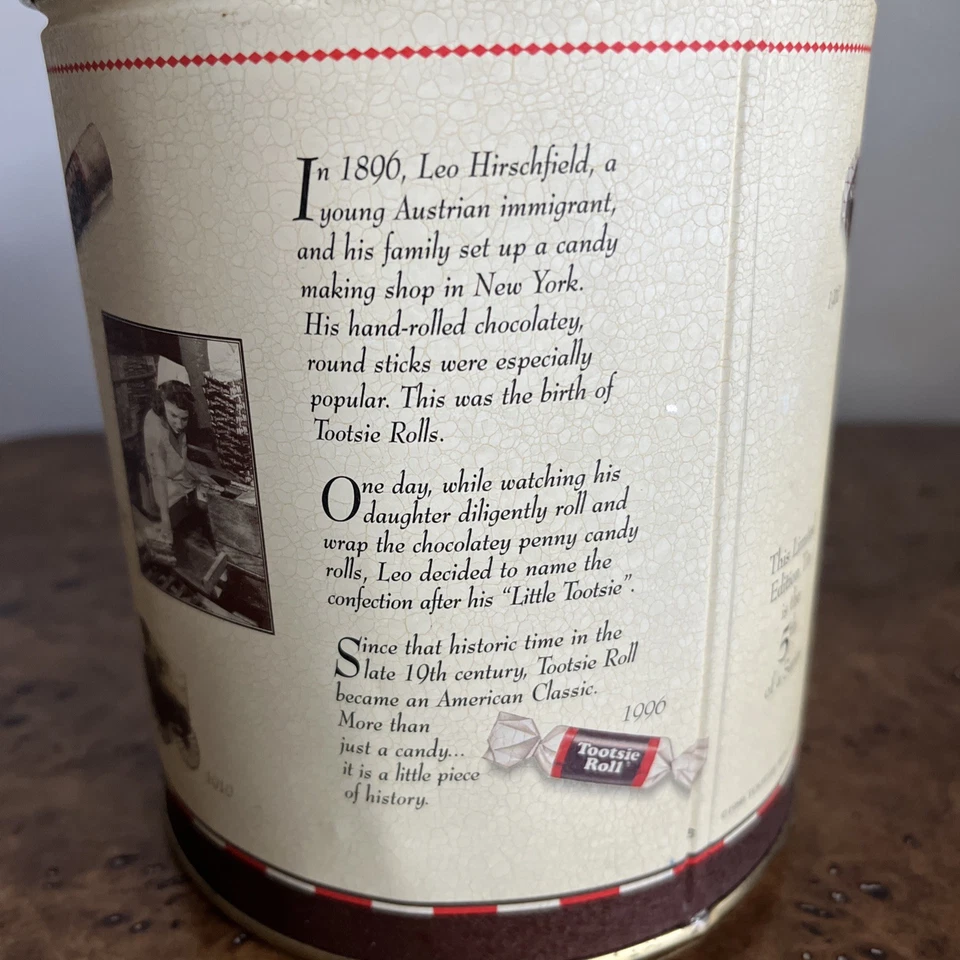 In 1896, Leo Hirschfield, a
young Austrian immigrant,
and his family set up a candy
making shop in New York.
His hand-rolled chocolatey,
round sticks were especially
popular. This was the birth of
Tootsie Rolls.
One day, while watching his
daughter diligently roll and
wrap the chocolatey penny candy
rolls, Leo decided to name the
confection after his “Little Tootsie”.
Since that historic time in the
late 19th century, Tootsie Roll
became an American Classic.
More than
just a candy...
it is a little piece
of history.
1996
Tootsie
Roll
This
Edition
is the